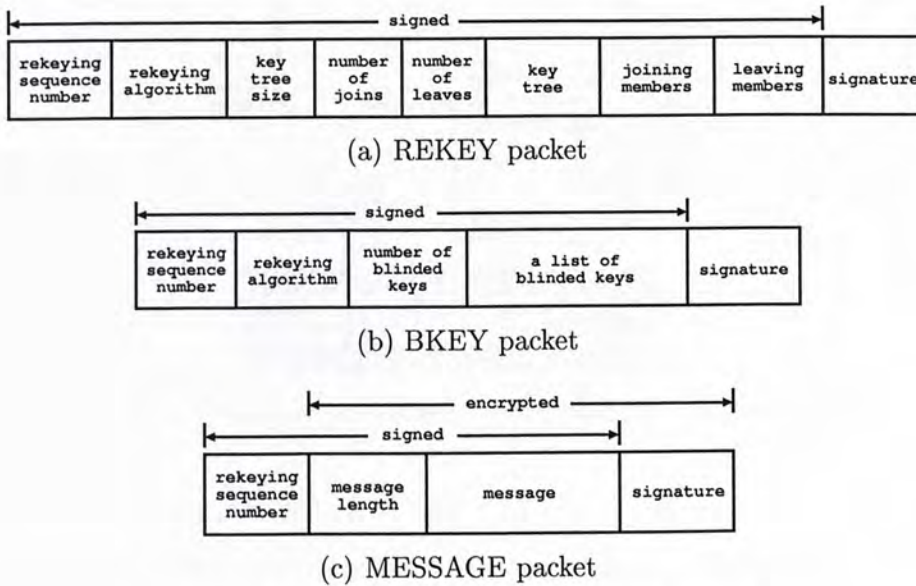 signed
rekeying sequence number
rekeying algorithm
key tree size
number of joins
number of leaves
key tree
joining members
leaving members
signature
(a) REKEY packet
signed
rekeying sequence number
rekeying algorithm
number of blinded keys
a list of blinded keys
signature
(b) BKEY packet
encrypted
signed
rekeying sequence number
message length
message
signature
(c) MESSAGE packet